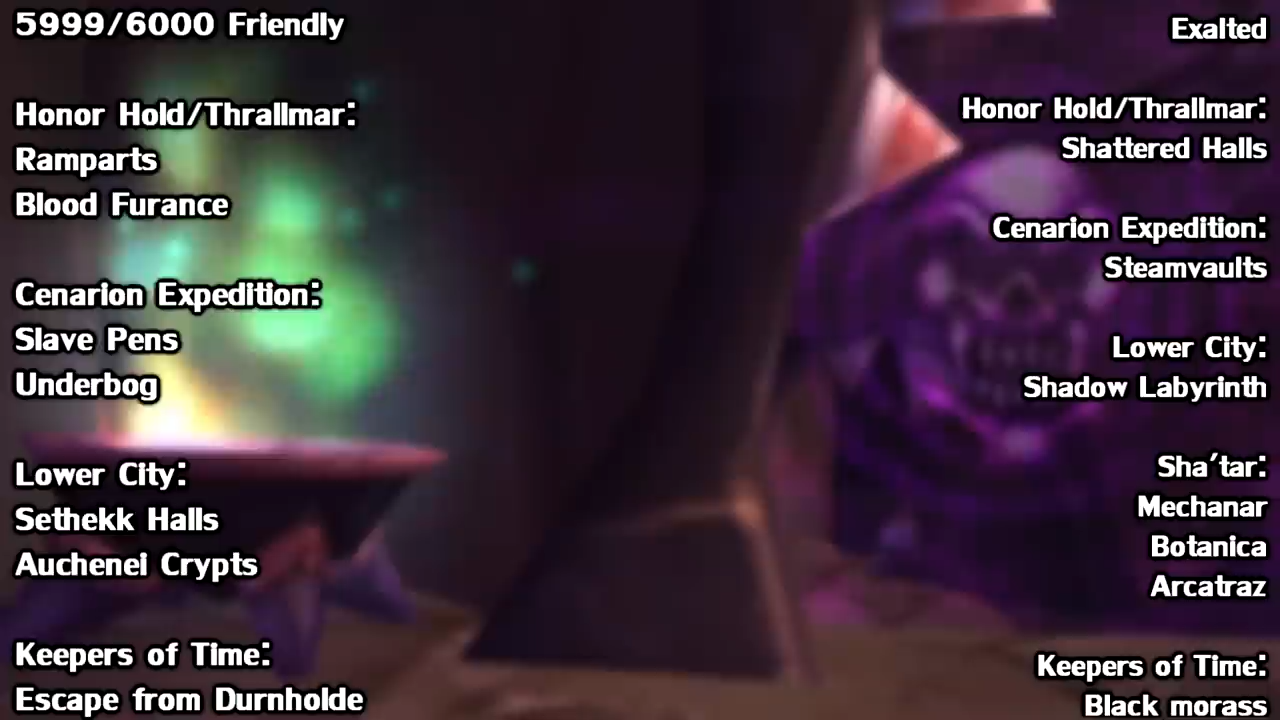 5999/6000 Friendly
Honor Hold/Thrallmar:
Ramparts
Blood Furance
Cenarion Expedition:
Slave Pens
Underbog
Lower City:
Sethekk Halls
Auchenei Crypts
Keepers of Time:
Escape from Durnholde
Exalted
Honor Hold/Thrallmar:
Shattered Halls
Cenarion Expedition:
Steamvaults
Lower City:
Shadow Labyrinth
Sha'tar:
Mechanar
Botanica
Arcatraz
Keepers of Time:
Black morass